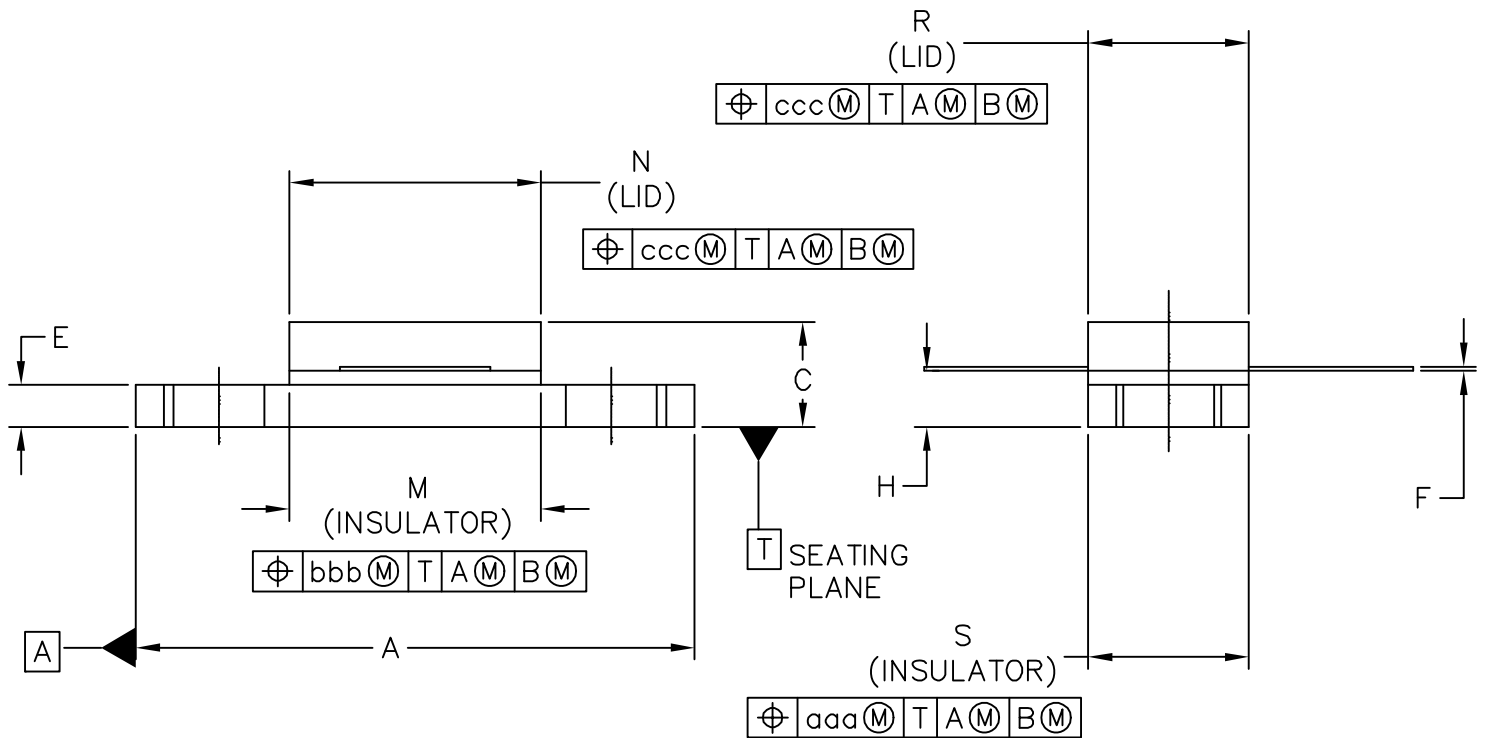 R
(LID)
⌖ ccc Ⓜ T A Ⓜ B Ⓜ
N
(LID)
⌖ ccc Ⓜ T A Ⓜ B Ⓜ
E
C
H
F
M
(INSULATOR)
⌖ bbb Ⓜ T A Ⓜ B Ⓜ
T SEATING
PLANE
A
A
S
(INSULATOR)
⌖ aaa Ⓜ T A Ⓜ B Ⓜ